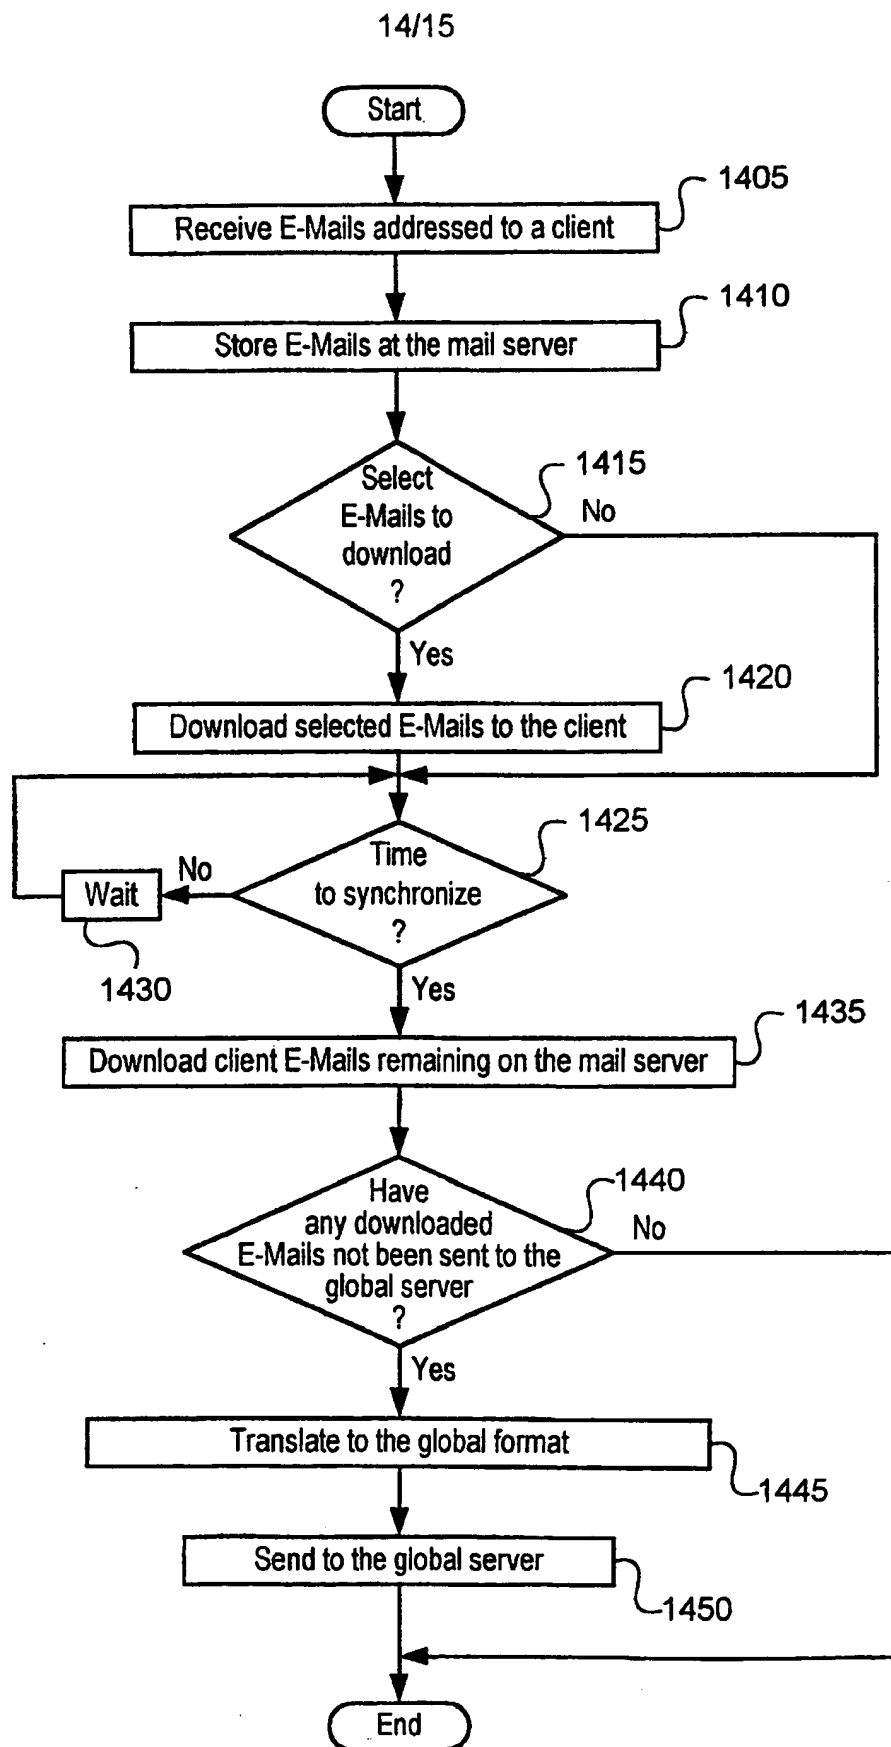 14/15
Start
1405
Receive E-Mails addressed to a client
1410
Store E-Mails at the mail server
1415
Select
E-Mails to
download
?
No
Yes
1420
Download selected E-Mails to the client
1425
Time
to synchronize
?
No
Wait
1430
Yes
1435
Download client E-Mails remaining on the mail server
1440
Have
any downloaded
E-Mails not been sent to the
global server
?
No
Yes
Translate to the global format
1445
Send to the global server
1450
End